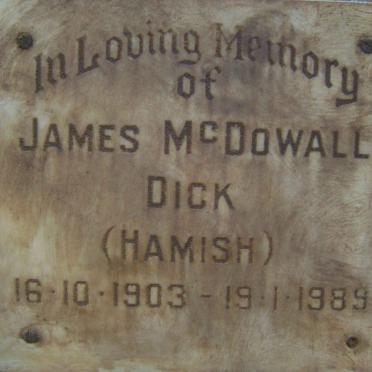 In Loving Memory
of
JAMES McDOWALL
DICK
(HAMISH)
16·10·1903 - 19·1·1989